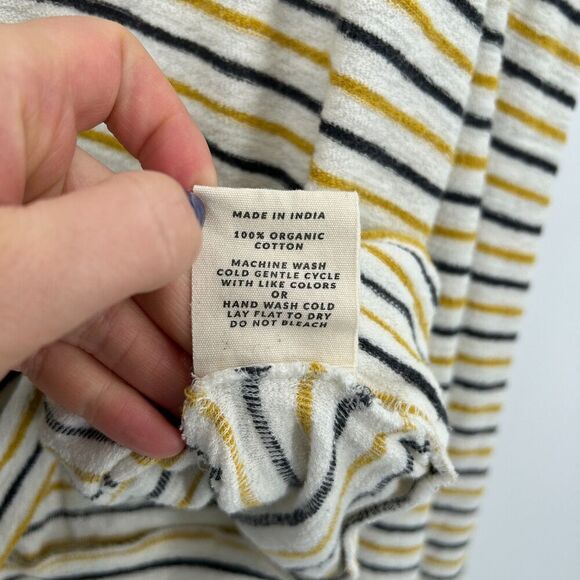 MADE IN INDIA
100% ORGANIC
COTTON
MACHINE WASH
COLD GENTLE CYCLE
WITH LIKE COLORS
OR
HAND WASH COLD
LAY FLAT TO DRY
DO NOT BLEACH